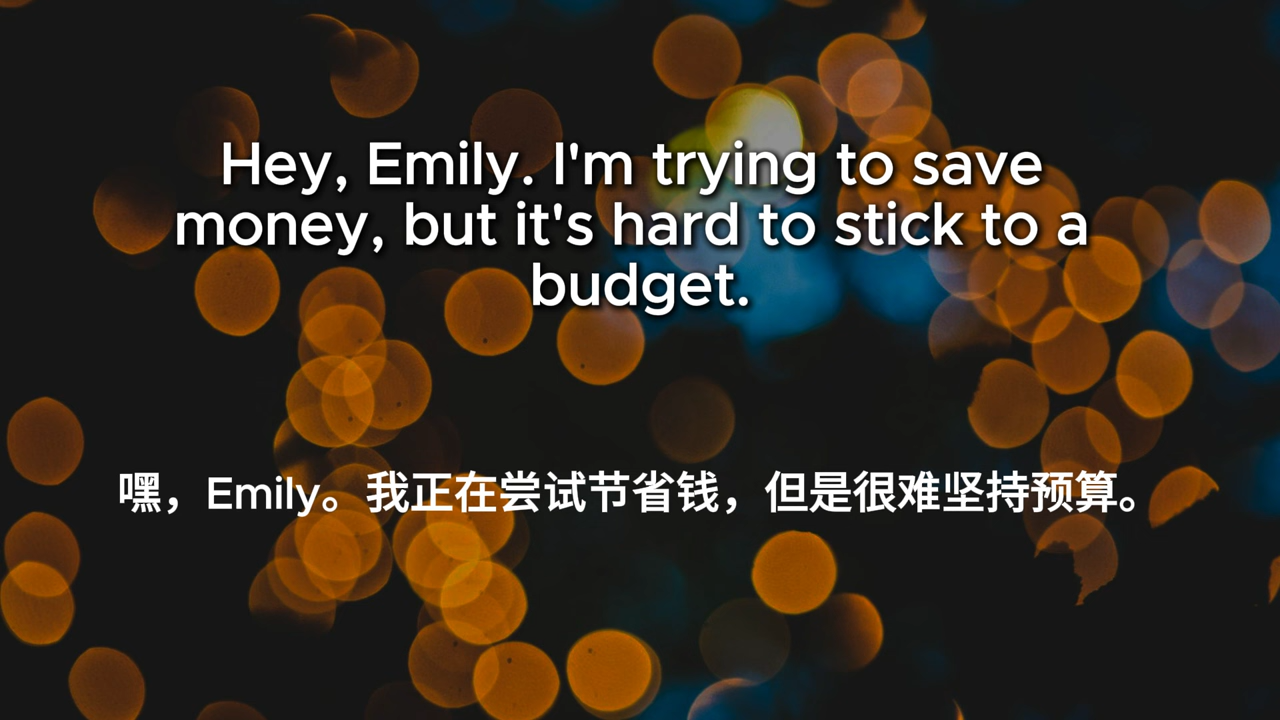 Hey, Emily. I'm trying to save
money, but it's hard to stick to a
budget.
嘿，Emily。我正在尝试节省钱，但是很难坚持预算。